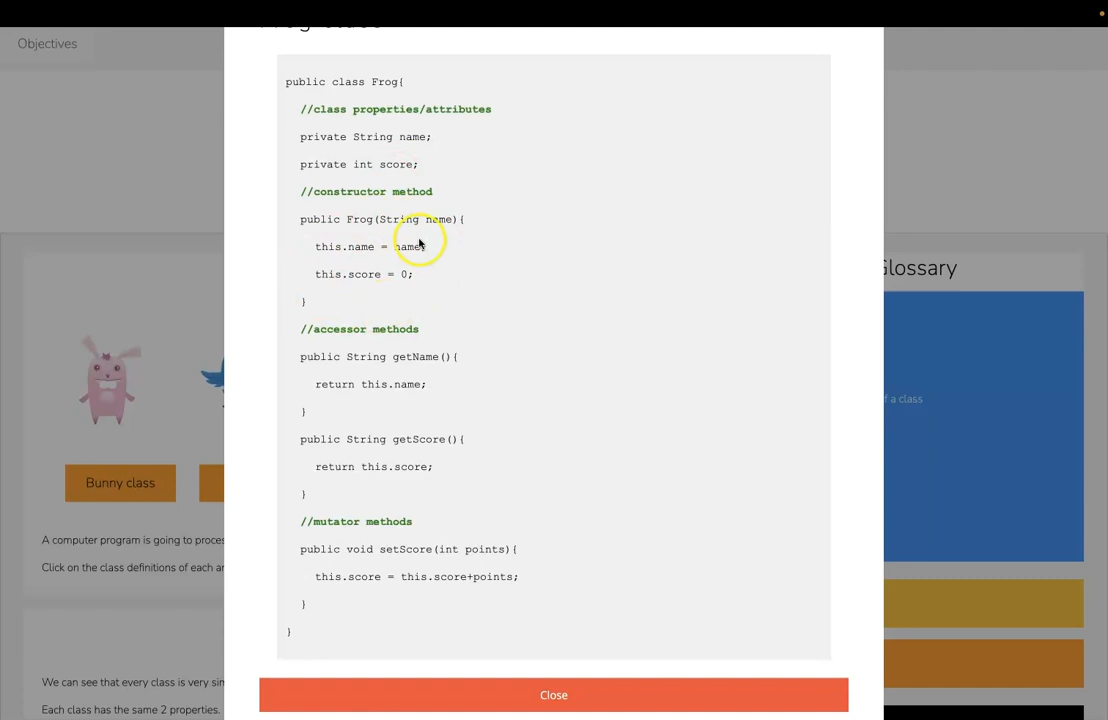 Objectives
public class Frog{
//class properties/attributes
private String name;
private int score;
//constructor method
public Frog(String name){
this.name = name;
this.score = 0;
}
//accessor methods
public String getName(){
return this.name;
}
public String getScore(){
return this.score;
}
//mutator methods
public void setScore(int points){
this.score = this.score+points;
}
}
Close
Bunny class
A computer program is going to proces
Click on the class definitions of each a
We can see that every class is very si
Each class has the same 2 properties.
Glossary
of a class